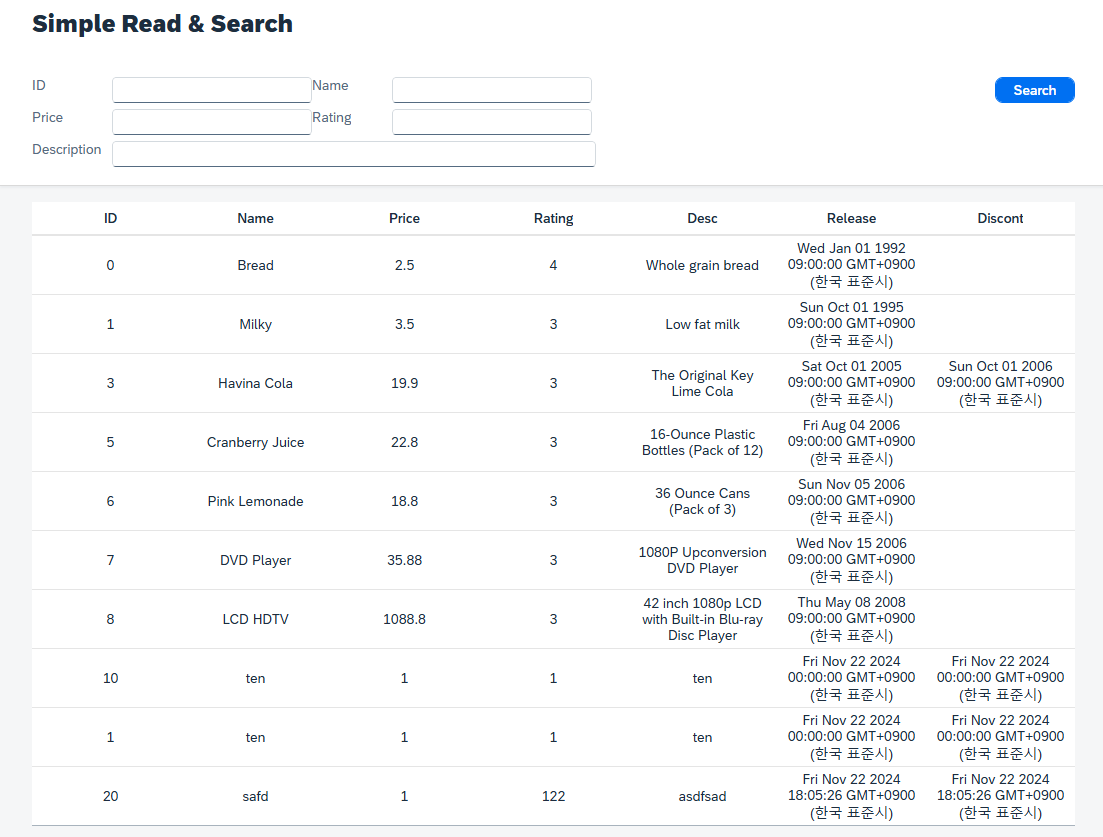 Simple Read & Search
ID Name Search
Price Rating
Description
ID Name Price Rating Desc Release Discont
0 Bread 2.5 4 Whole grain bread Wed Jan 01 1992
09:00:00 GMT+0900
(한국 표준시)
1 Milky 3.5 3 Low fat milk Sun Oct 01 1995
09:00:00 GMT+0900
(한국 표준시)
3 Havina Cola 19.9 3 The Original Key
Lime Cola
Sat Oct 01 2005
09:00:00 GMT+0900
(한국 표준시)
Sun Oct 01 2006
09:00:00 GMT+0900
(한국 표준시)
5 Cranberry Juice 22.8 3 16-Ounce Plastic
Bottles (Pack of 12)
Fri Aug 04 2006
09:00:00 GMT+0900
(한국 표준시)
6 Pink Lemonade 18.8 3 36 Ounce Cans
(Pack of 3)
Sun Nov 05 2006
09:00:00 GMT+0900
(한국 표준시)
7 DVD Player 35.88 3 1080P Upconversion
DVD Player
Wed Nov 15 2006
09:00:00 GMT+0900
(한국 표준시)
8 LCD HDTV 1088.8 3 42 inch 1080p LCD
with Built-in Blu-ray
Disc Player
Thu May 08 2008
09:00:00 GMT+0900
(한국 표준시)
10 ten 1 1 ten Fri Nov 22 2024
00:00:00 GMT+0900
(한국 표준시)
Fri Nov 22 2024
00:00:00 GMT+0900
(한국 표준시)
1 ten 1 1 ten Fri Nov 22 2024
00:00:00 GMT+0900
(한국 표준시)
Fri Nov 22 2024
00:00:00 GMT+0900
(한국 표준시)
20 safd 1 122 asdfsad Fri Nov 22 2024
18:05:26 GMT+0900
(한국 표준시)
Fri Nov 22 2024
18:05:26 GMT+0900
(한국 표준시)